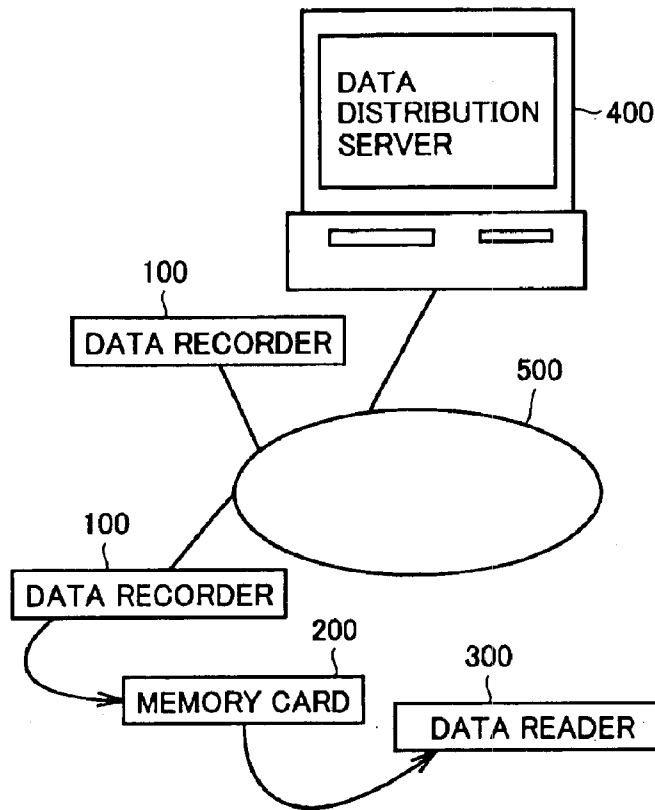 DATA
DISTRIBUTION
SERVER
400
100
DATA RECORDER
500
100
DATA RECORDER
200
MEMORY CARD
300
DATA READER